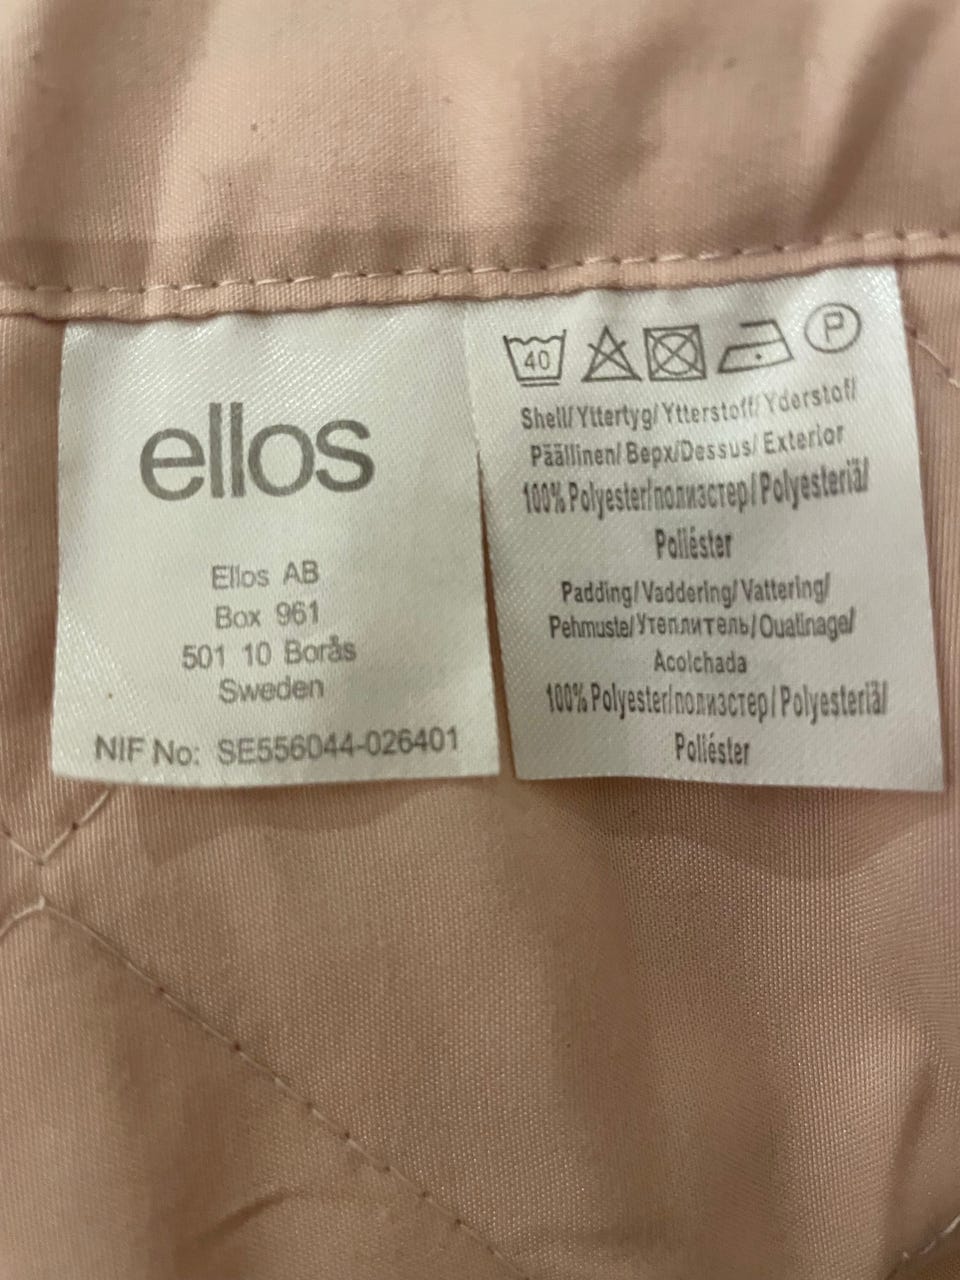 ellos
Ellos AB
Box 961
501 10 Borås
Sweden
NIF No: SE556044-026401
40
P
Shell/Yttertyg/Ytterstoff/Yderstof/
Päällinen/Верх/Dessus/Exterior
100% Polyester/полиэстер/Polyesteriä/
Poliéster
Padding/Vaddering/Vattering/
Pehmuste/Утеплитель/Ouatinage/
Acolchada
100% Polyester/полиэстер/Polyesteriä/
Poliéster